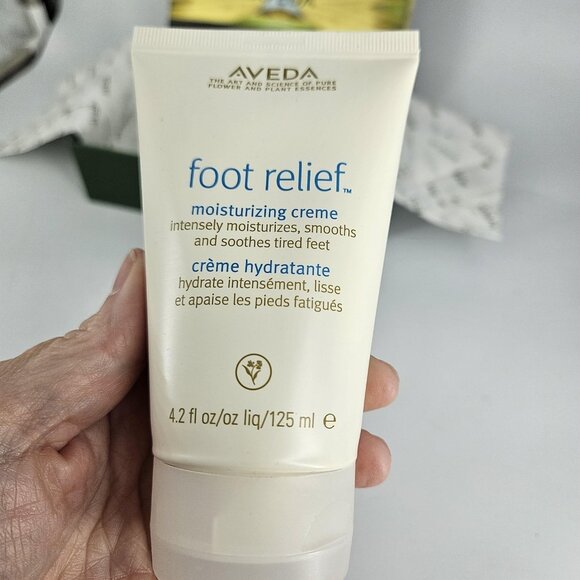 AVEDA
THE ART AND SCIENCE OF PURE
FLOWER AND PLANT ESSENCES
foot relief™
moisturizing creme
intensely moisturizes, smooths
and soothes tired feet
crème hydratante
hydrate intensément, lisse
et apaise les pieds fatigués
4.2 fl oz/oz liq/125 ml e